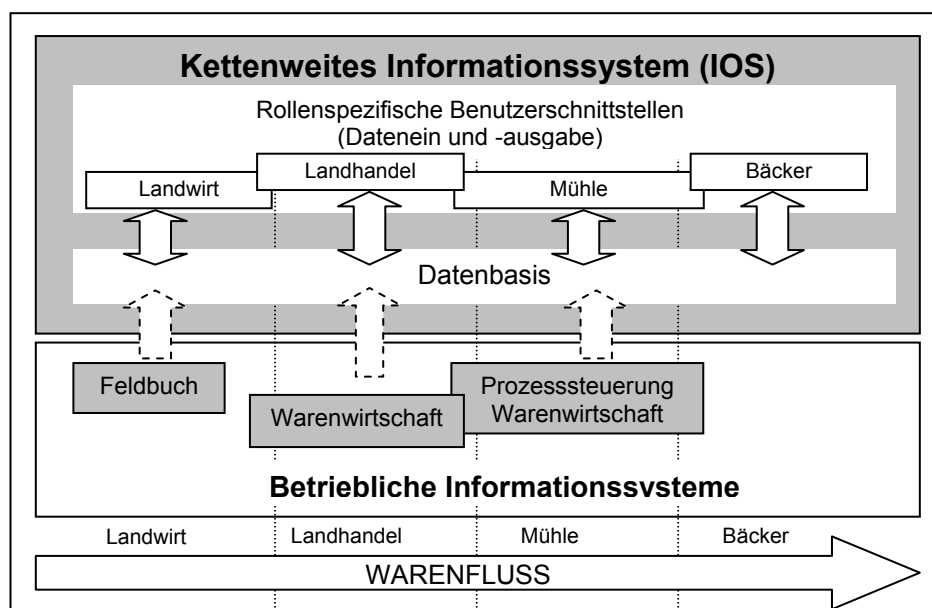 Kettenweites Informationssystem (IOS)
Rollenspezifische Benutzerschnittstellen
(Datenein und -ausgabe)
Landwirt
Landhandel
Mühle
Bäcker
Datenbasis
Feldbuch
Warenwirtschaft
Prozesssteuerung
Warenwirtschaft
Betriebliche Informationssvsteme
Landwirt
Landhandel
Mühle
Bäcker
WARENFLUSS